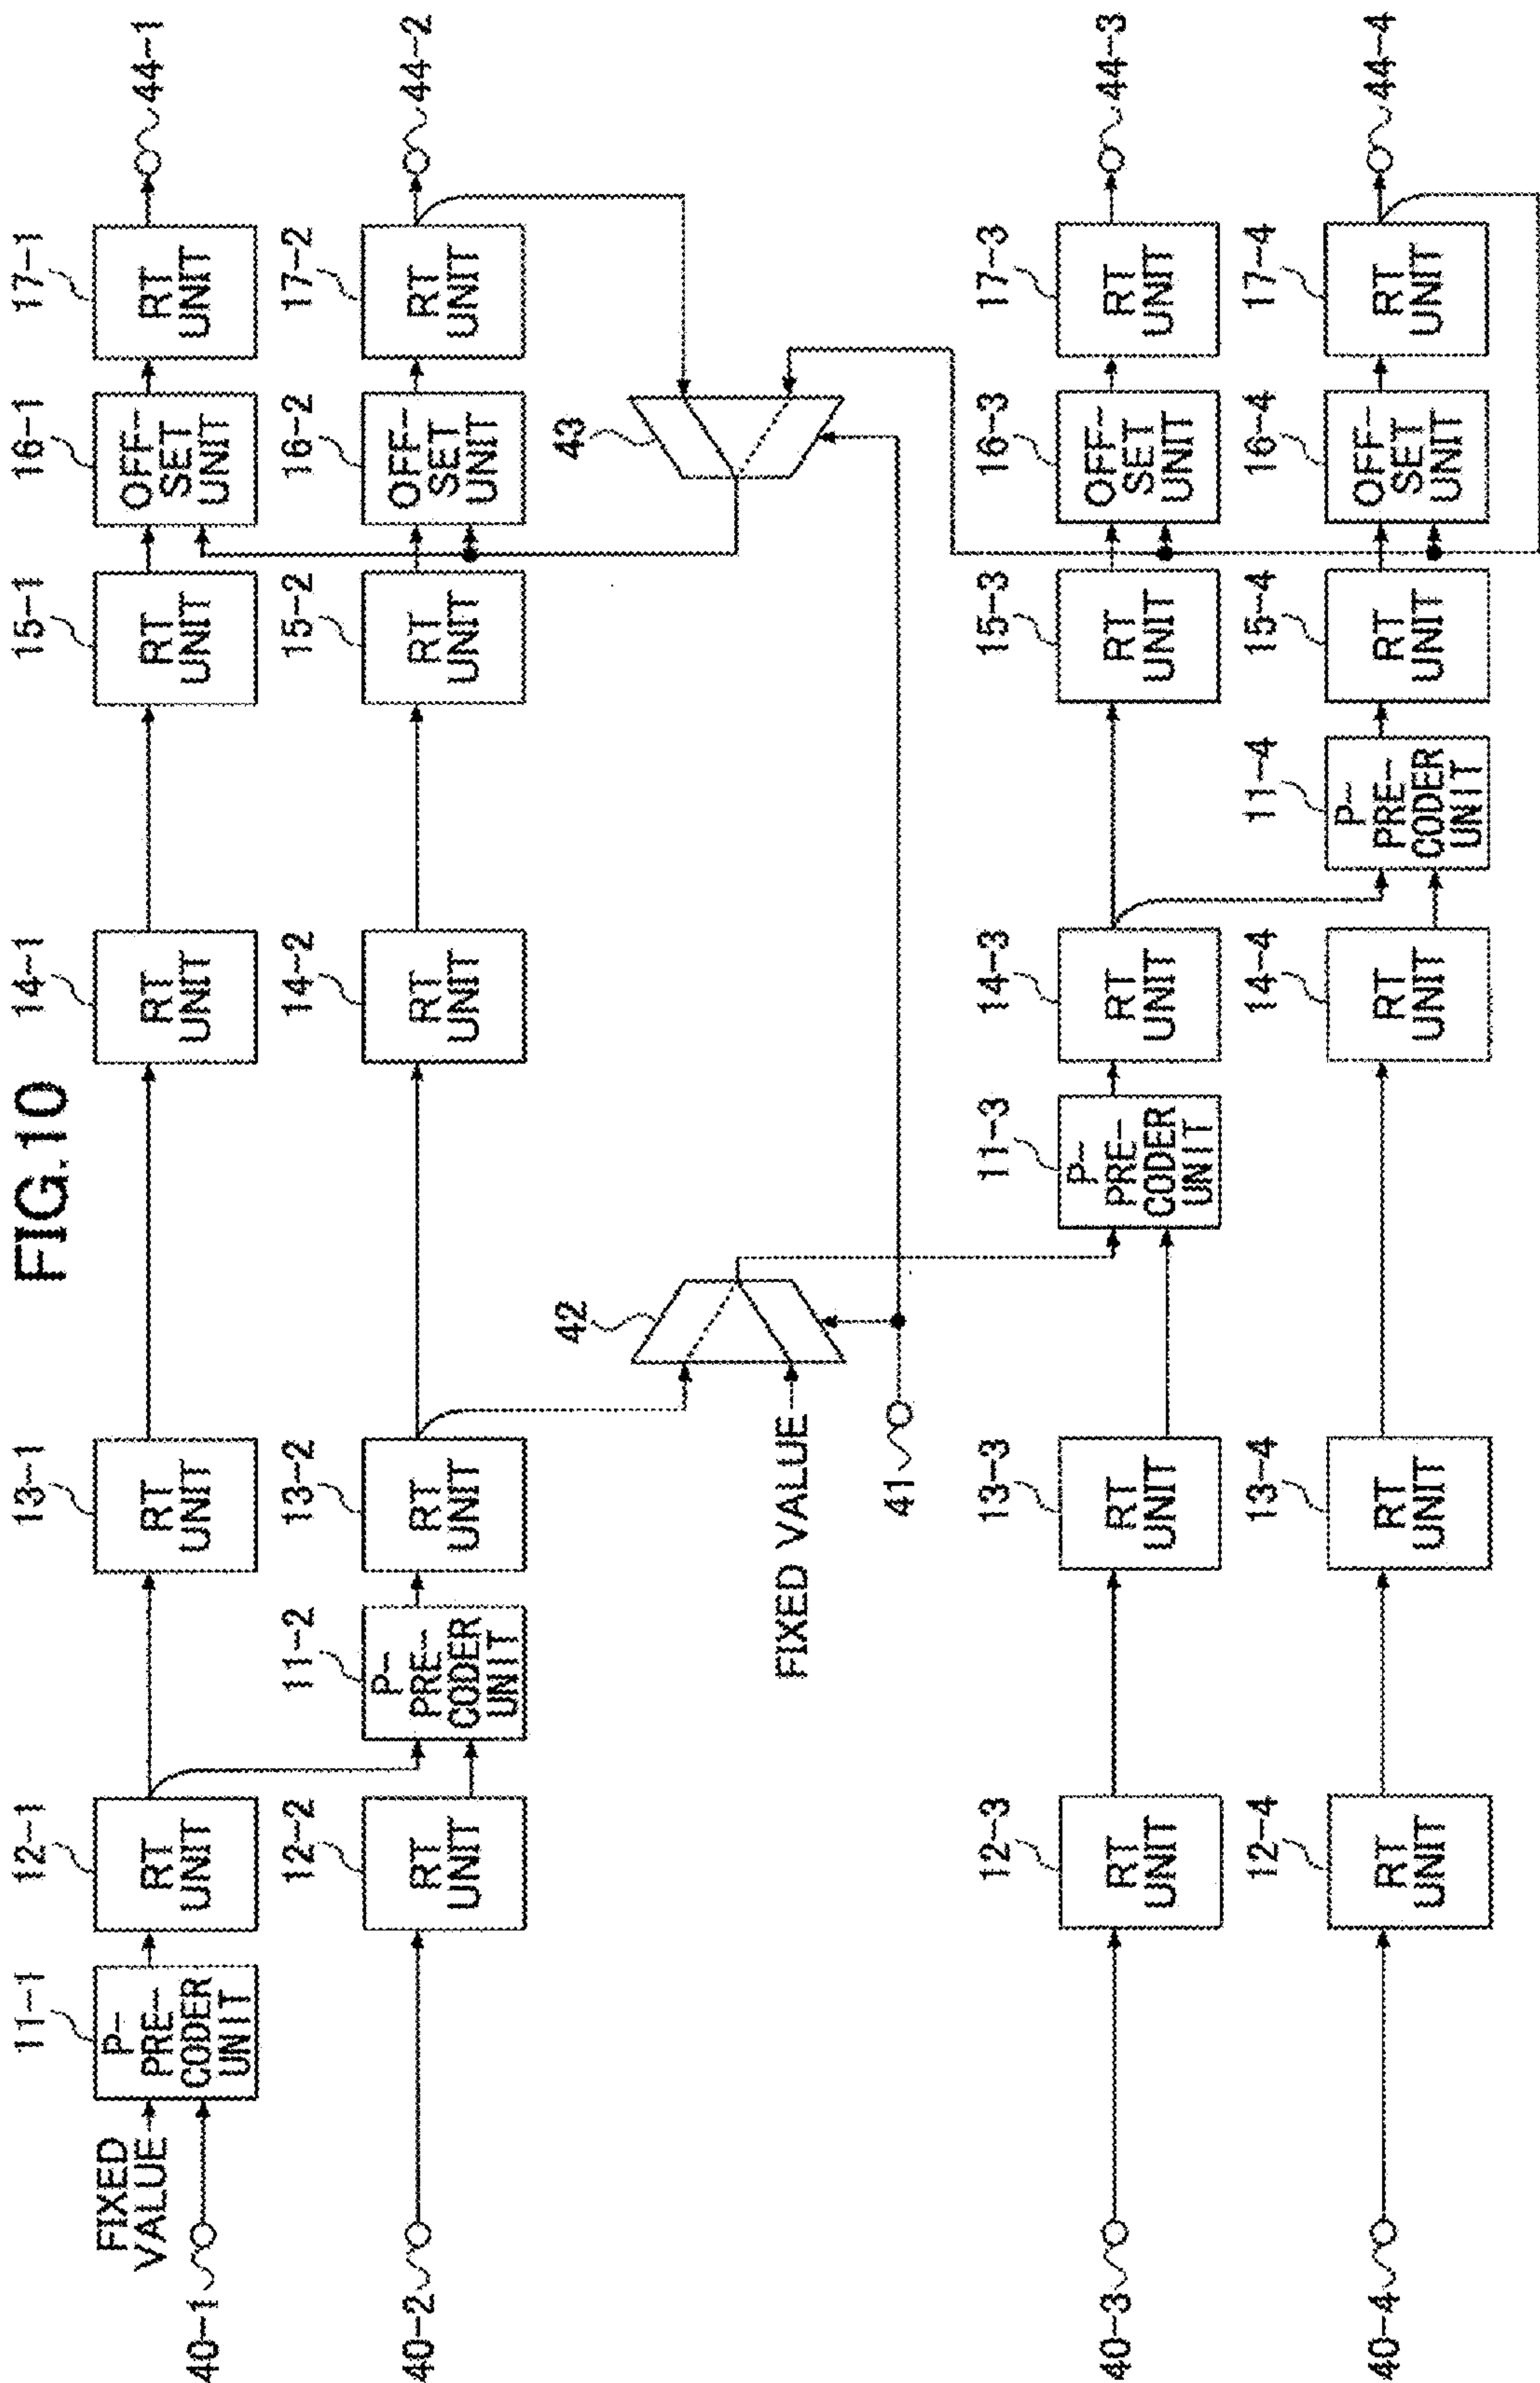 FIG.10
11-1
12-1
13-1
14-1
15-1
16-1
17-1
FIXED
VALUE
P-
PRE-
CODER
UNIT
RT
UNIT
RT
UNIT
RT
UNIT
RT
UNIT
OFF-
SET
UNIT
RT
UNIT
44-1
40-1
12-2
11-2
13-2
14-2
15-2
16-2
17-2
RT
UNIT
P-
PRE-
CODER
UNIT
RT
UNIT
RT
UNIT
RT
UNIT
OFF-
SET
UNIT
RT
UNIT
44-2
40-2
42
43
FIXED VALUE
41
12-3
13-3
11-3
14-3
15-3
16-3
17-3
RT
UNIT
RT
UNIT
P-
PRE-
CODER
UNIT
RT
UNIT
RT
UNIT
OFF-
SET
UNIT
RT
UNIT
44-3
40-3
12-4
13-4
14-4
11-4
15-4
16-4
17-4
RT
UNIT
RT
UNIT
RT
UNIT
P-
PRE-
CODER
UNIT
RT
UNIT
OFF-
SET
UNIT
RT
UNIT
44-4
40-4